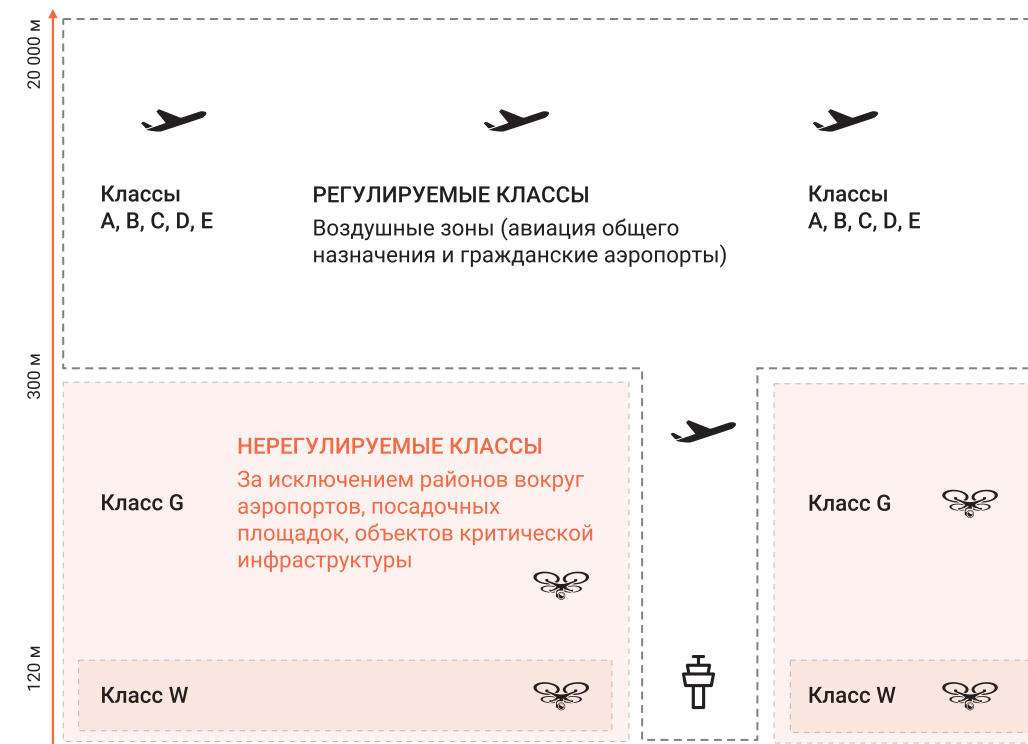 20 000 м
Классы
A, B, C, D, E
РЕГУЛИРУЕМЫЕ КЛАССЫ
Воздушные зоны (авиация общего
назначения и гражданские аэропорты)
Классы
A, B, C, D, E
300 м
НЕРЕГУЛИРУЕМЫЕ КЛАССЫ
За исключением районов вокруг
аэропортов, посадочных
площадок, объектов критической
инфраструктуры
Класс G
Класс G
120 м
Класс W
Класс W